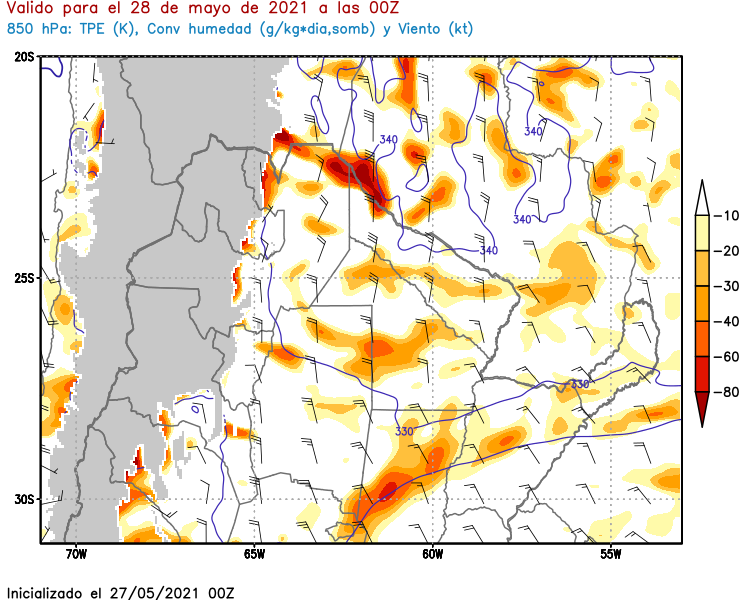 Valido para el 28 de mayo de 2021 a las 00Z
850 hPa: TPE (K), Conv humedad (g/kg*dia,somb) y Viento (kt)
20S
340
340
-10
340
340
-20
25S
-30
-40
-60
330
-80
330
30S
70W 65W 60W 55W
Inicializado el 27/05/2021 00Z